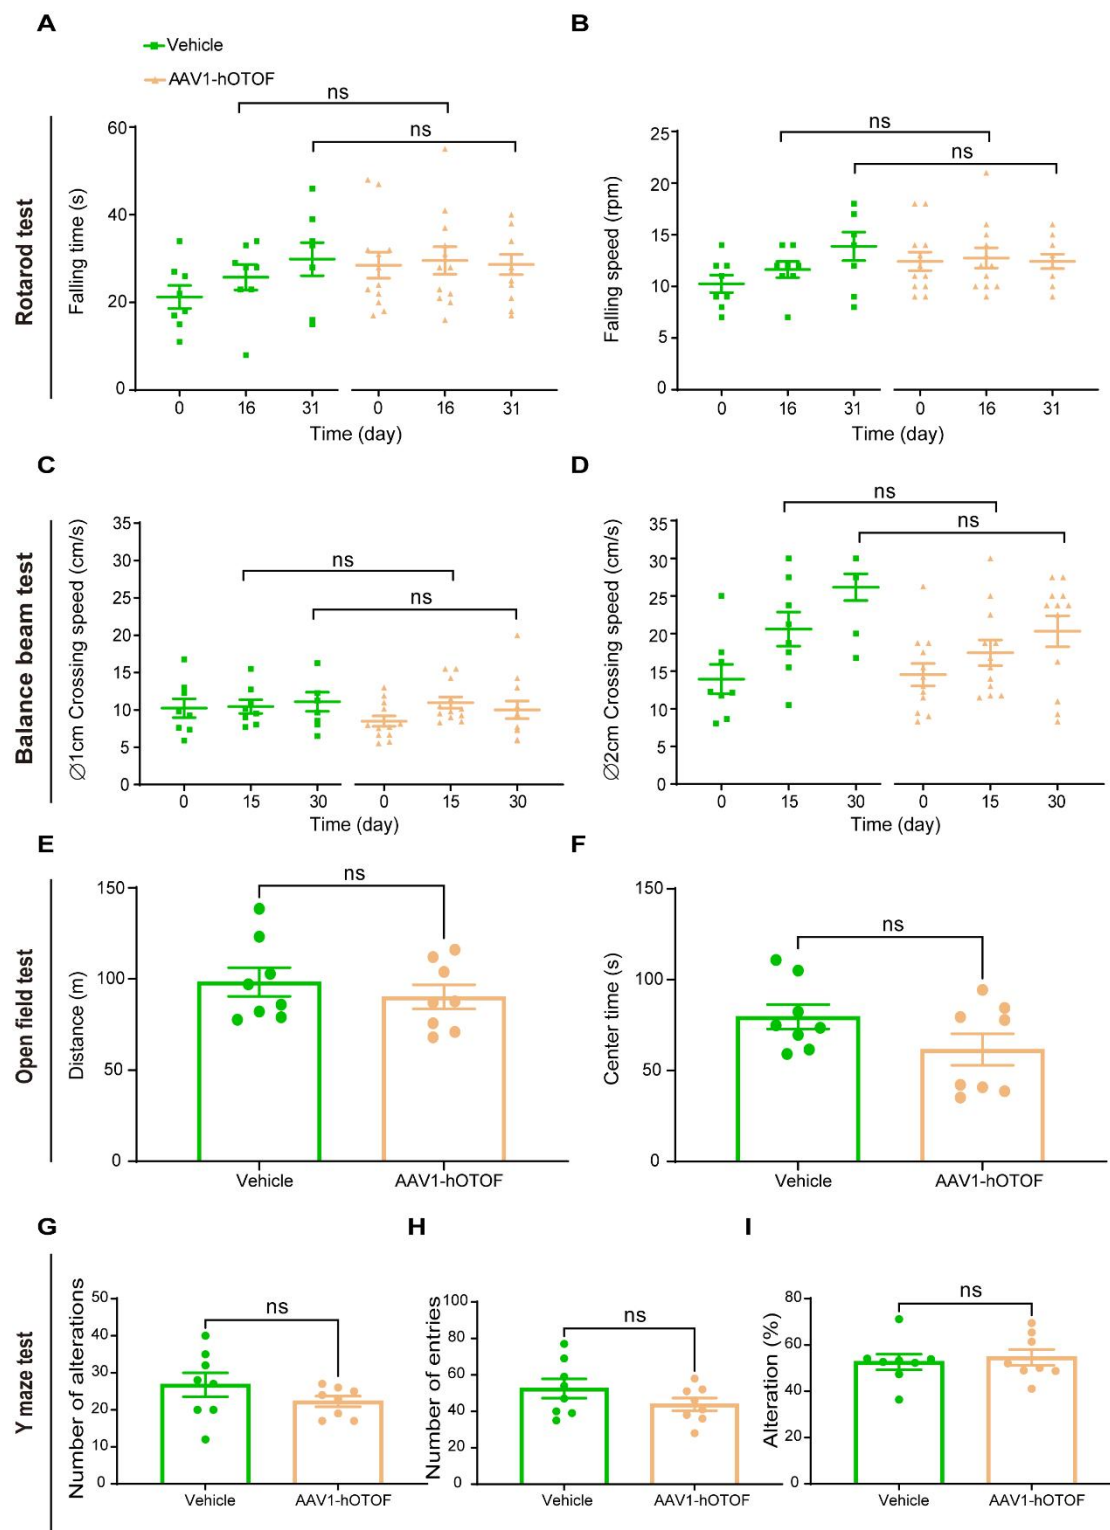 A
B
Vehicle
AAV1-hOTOF
Rotarod test
ns
ns
Falling time (s)
60
40
20
0
0 16 31 0 16 31
Time (day)
ns
ns
Falling speed (rpm)
25
20
15
10
5
0
0 16 31 0 16 31
Time (day)
C
D
Balance beam test
ns
ns
Ø1cm Crossing speed (cm/s)
35
30
25
20
15
10
5
0
0 15 30 0 15 30
Time (day)
ns
ns
Ø2cm Crossing speed (cm/s)
35
30
25
20
15
10
5
0
0 15 30 0 15 30
Time (day)
E
F
Open field test
ns
Distance (m)
150
100
50
0
Vehicle AAV1-hOTOF
ns
Center time (s)
150
100
50
0
Vehicle AAV1-hOTOF
G
H
I
Y maze test
ns
Number of alterations
50
40
30
20
10
0
Vehicle AAV1-hOTOF
ns
Number of entries
100
80
60
40
20
0
Vehicle AAV1-hOTOF
ns
Alteration (%)
80
60
40
20
0
Vehicle AAV1-hOTOF